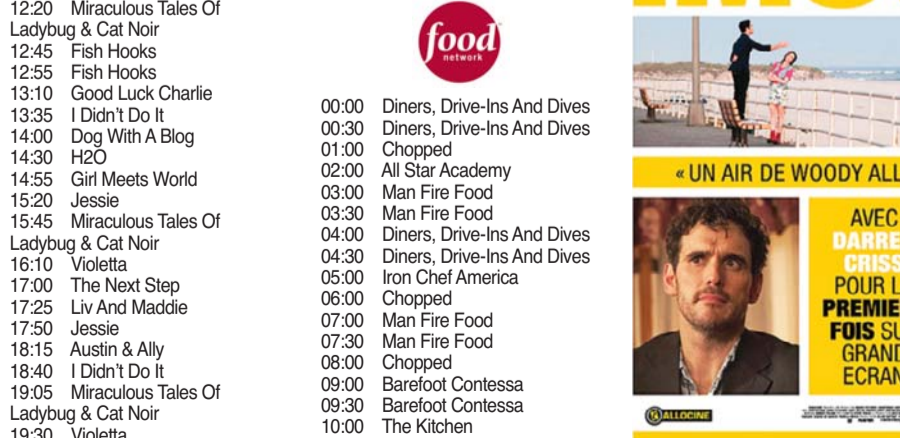 12:20 Miraculous Tales Of
Ladybug & Cat Noir
12:45 Fish Hooks
12:55 Fish Hooks
13:10 Good Luck Charlie
13:35 I Didn't Do It
14:00 Dog With A Blog
14:30 H2O
14:55 Girl Meets World
15:20 Jessie
15:45 Miraculous Tales Of
Ladybug & Cat Noir
16:10 Violetta
17:00 The Next Step
17:25 Liv And Maddie
17:50 Jessie
18:15 Austin & Ally
18:40 I Didn't Do It
19:05 Miraculous Tales Of
Ladybug & Cat Noir
19:30 Violetta
food
network
00:00 Diners, Drive-Ins And Dives
00:30 Diners, Drive-Ins And Dives
01:00 Chopped
02:00 All Star Academy
03:00 Man Fire Food
03:30 Man Fire Food
04:00 Diners, Drive-Ins And Dives
04:30 Diners, Drive-Ins And Dives
05:00 Iron Chef America
06:00 Chopped
07:00 Man Fire Food
07:30 Man Fire Food
08:00 Chopped
09:00 Barefoot Contessa
09:30 Barefoot Contessa
10:00 The Kitchen
« UN AIR DE WOODY ALL
AVEC
DARRE
CRISS
POUR L
PREMIE
FOIS SU
GRAND
ECRAN
ALLOCINE